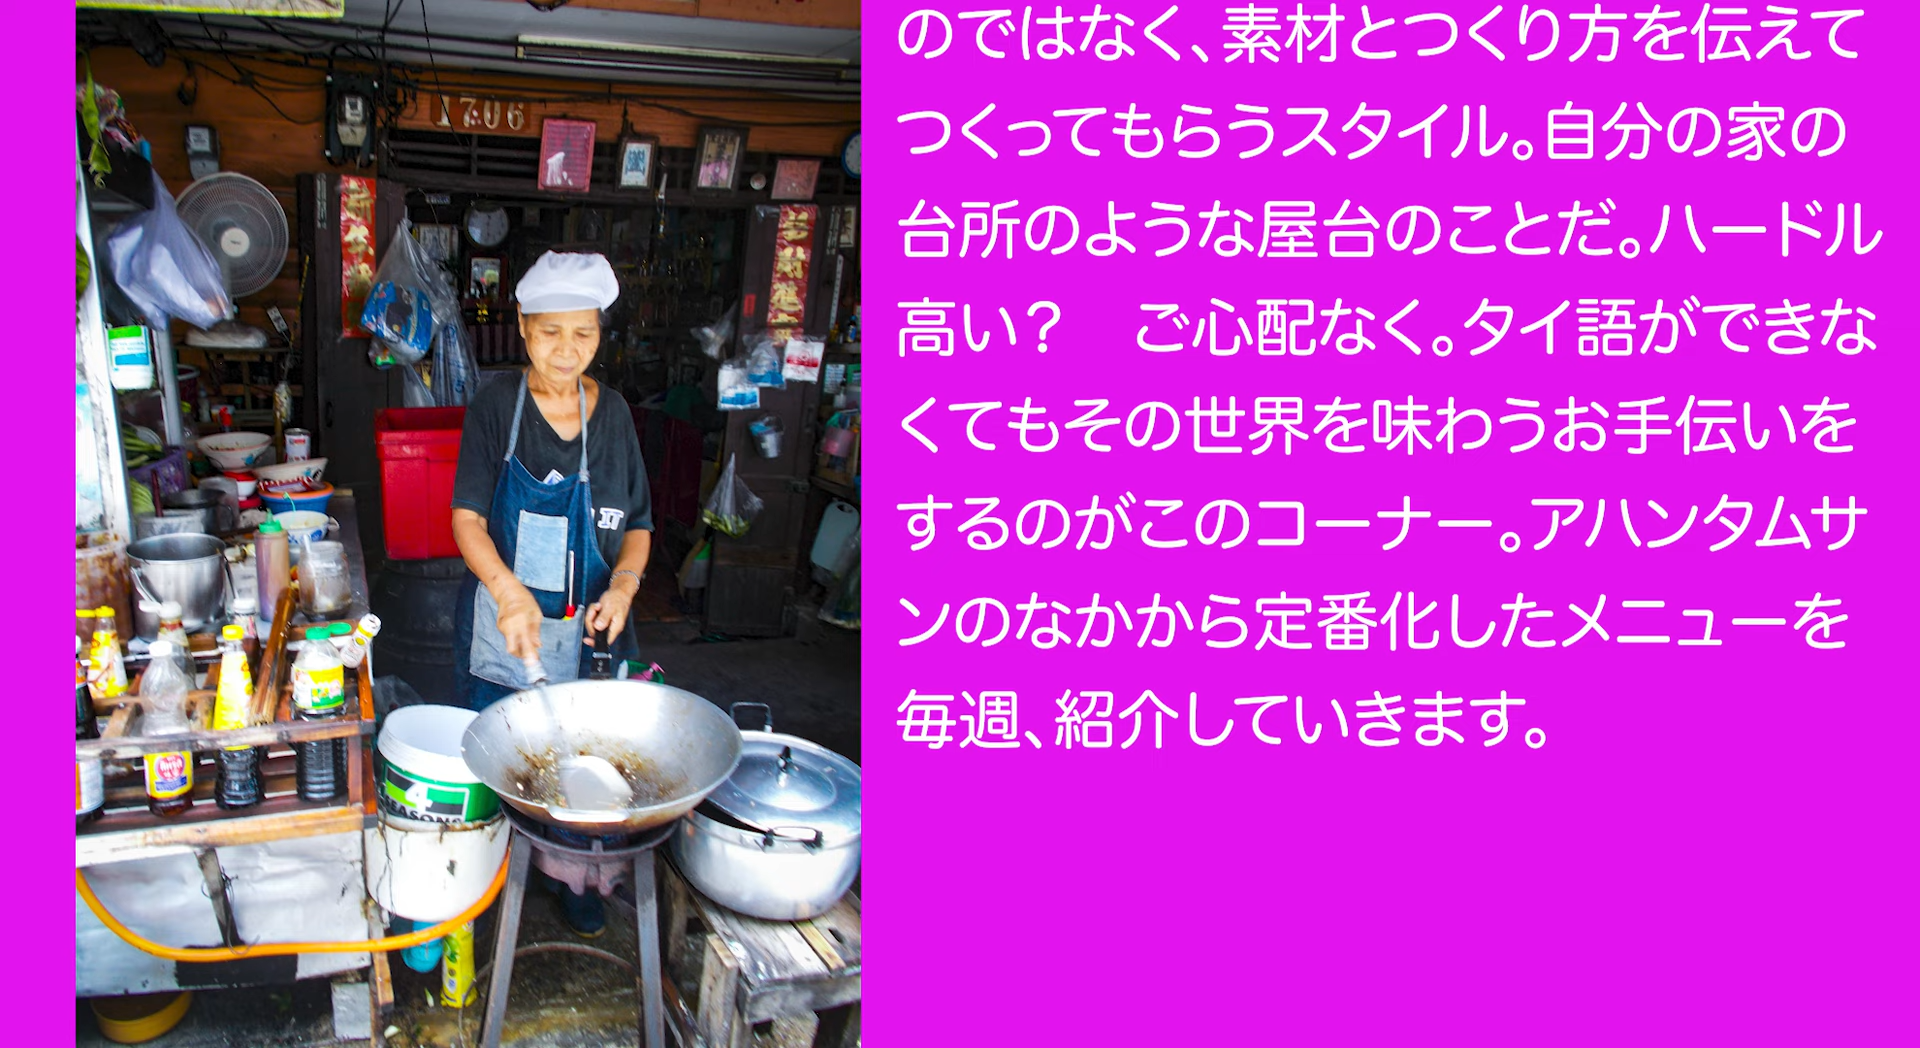 1706
4
SEASONS
のではなく、素材とつくり方を伝えて
つくってもらうスタイル。自分の家の
台所のような屋台のことだ。ハードル
高い?　ご心配なく。タイ語ができな
くてもその世界を味わうお手伝いを
するのがこのコーナー。アハンタムサ
ンのなかから定番化したメニューを
毎週、紹介していきます。